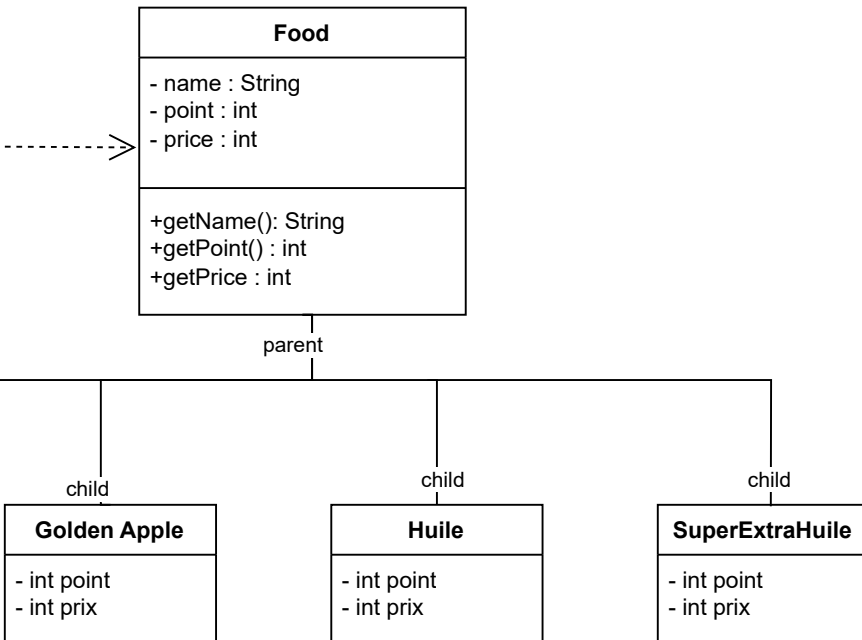 Food
- name : String
- point : int
- price : int
+getName(): String
+getPoint() : int
+getPrice : int
parent
child
child
child
Golden Apple
Huile
SuperExtraHuile
- int point
- int prix
- int point
- int prix
- int point
- int prix